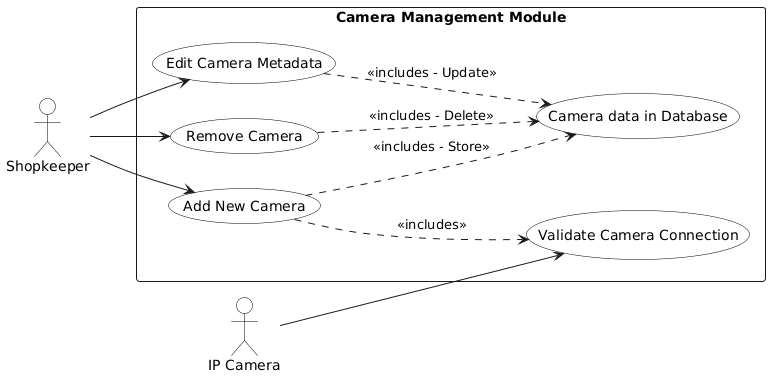 Camera Management Module
Edit Camera Metadata
«includes - Update»
Camera data in Database
«includes - Delete»
Remove Camera
«includes - Store»
Shopkeeper
Add New Camera
«includes»
Validate Camera Connection
IP Camera